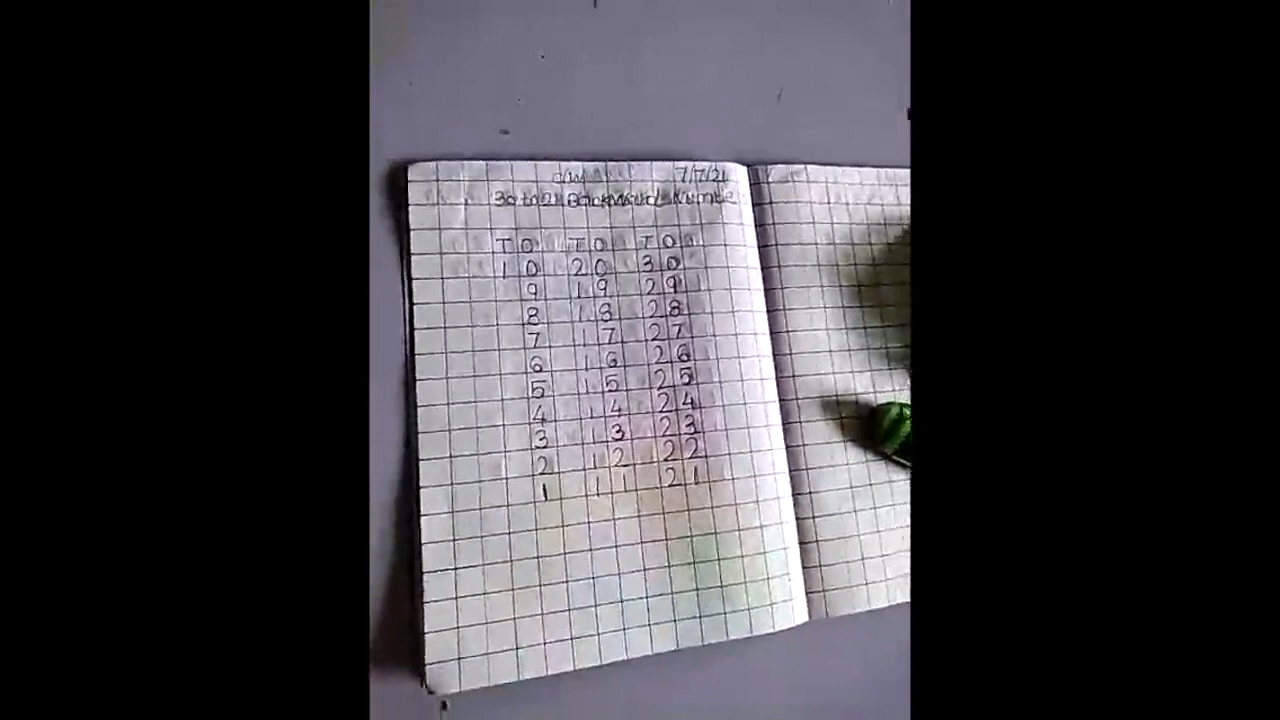 c/w 7/7/21
30 to 21 Backward Numbe
T O T O T O
1 0 2 0 3 0
9 1 9 2 9
8 1 8 2 8
7 1 7 2 7
6 1 6 2 6
5 1 5 2 5
4 1 4 2 4
3 1 3 2 3
2 1 2 2 2
1 1 1 2 1